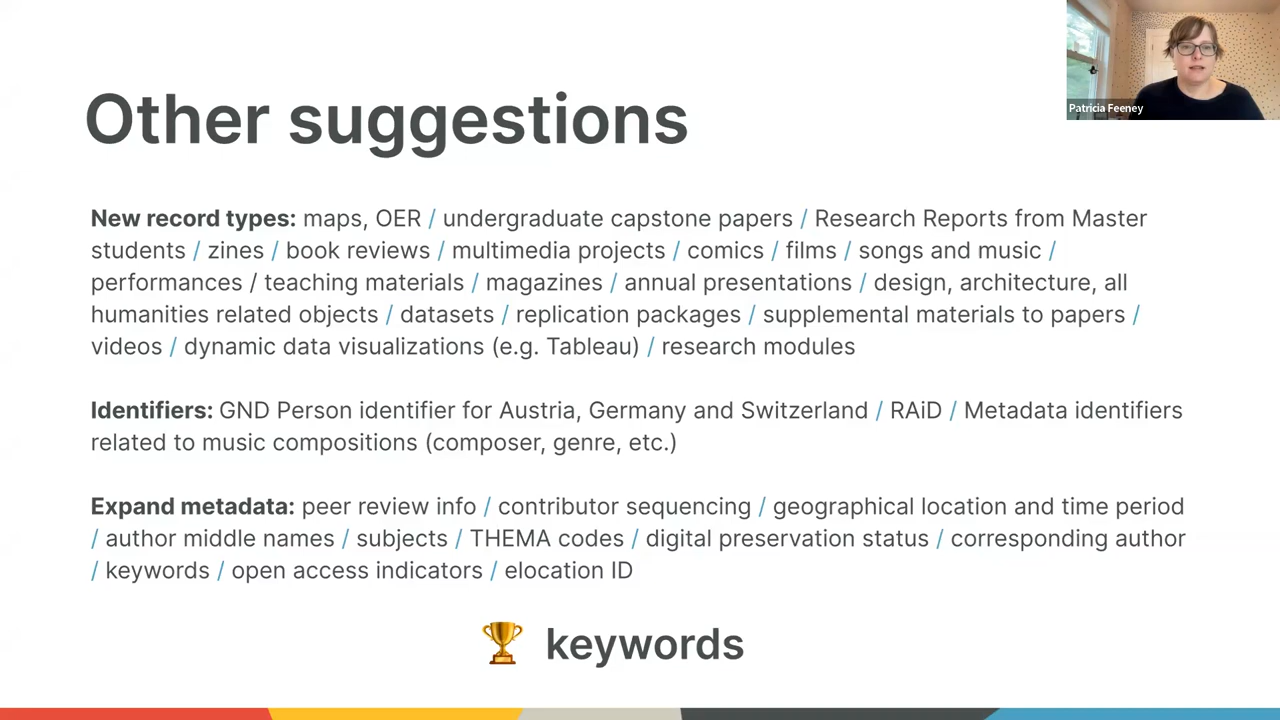 Patricia Feeney
Other suggestions
New record types: maps, OER / undergraduate capstone papers / Research Reports from Master
students / zines / book reviews / multimedia projects / comics / films / songs and music /
performances / teaching materials / magazines / annual presentations / design, architecture, all
humanities related objects / datasets / replication packages / supplemental materials to papers /
videos / dynamic data visualizations (e.g. Tableau) / research modules
Identifiers: GND Person identifier for Austria, Germany and Switzerland / RAiD / Metadata identifiers
related to music compositions (composer, genre, etc.)
Expand metadata: peer review info / contributor sequencing / geographical location and time period
/ author middle names / subjects / THEMA codes / digital preservation status / corresponding author
/ keywords / open access indicators / elocation ID
keywords